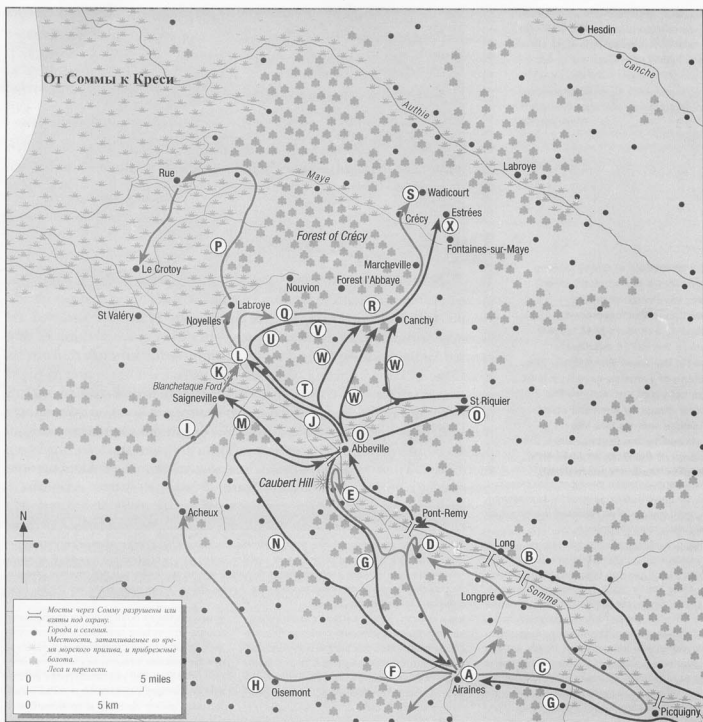 Hesdin
Canche
От Соммы к Креси
Authie
Labroye
Rue
Maye
S
Wadicourt
Crécy
Estrées
X
Forest of Crécy
Fontaines-sur-Maye
P
Le Crotoy
Marcheville
Nouvion
Forest l'Abbaye
Labroye
R
St Valéry
Noyelles
Q
V
Canchy
U
L
W
W
K
Blanchetaque Ford
T
W
Saigneville
St Riquier
J
O
O
M
I
Abbeville
Caubert Hill
E
Acheux
Pont-Remy
N
D
Long
B
N
G
Somme
Longpré
Мосты через Сомму разрушены или
взяты под охрану.
Города и селения.
Местности, затапливаемые во вре-
мя морского прилива, и прибрежные
болота.
Леса и перелески.
0 5 miles
0 5 km
H
Oisemont
F
A
Airaines
C
G
Picquigny